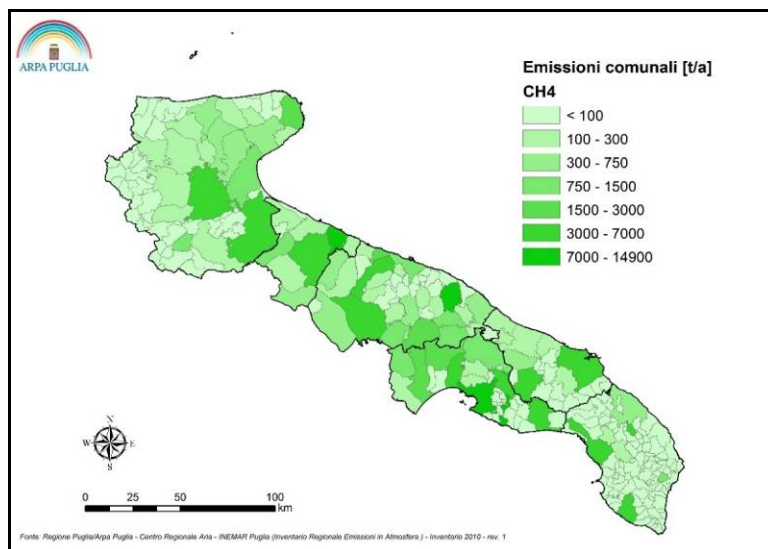 ARPA PUGLIA
Emissioni comunali [t/a]
CH4
< 100
100 - 300
300 - 750
750 - 1500
1500 - 3000
3000 - 7000
7000 - 14900
N
W E
S
0 25 50 100
km
Fonte: Regione Puglia/Arpa Puglia - Centro Regionale Aria - INEMAR Puglia (Inventario Regionale Emissioni in Atmosfera ) - Inventario 2010 - rev. 1